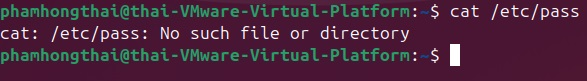 phamhongthai@thai-VMware-Virtual-Platform:~$ cat /etc/pass
cat: /etc/pass: No such file or directory
phamhongthai@thai-VMware-Virtual-Platform:~$